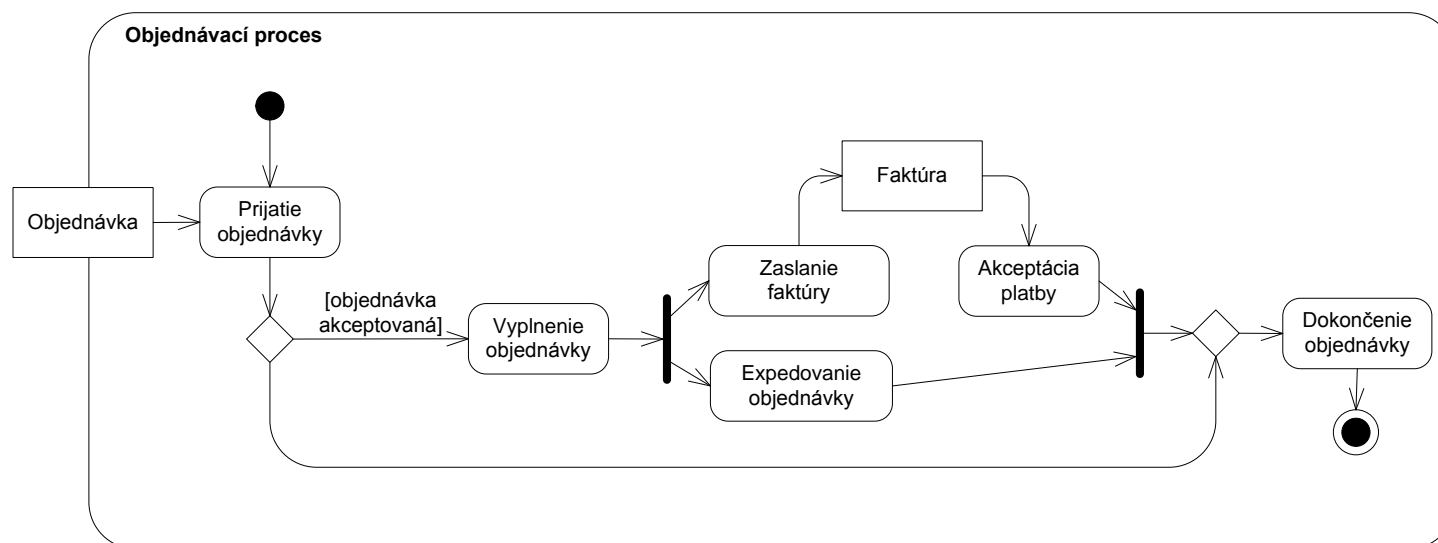 Objednávací proces
Objednávka
Prijatie
objednávky
[objednávka
akceptovaná]
Vyplnenie
objednávky
Zaslanie
faktúry
Faktúra
Akceptácia
platby
Expedovanie
objednávky
Dokončenie
objednávky